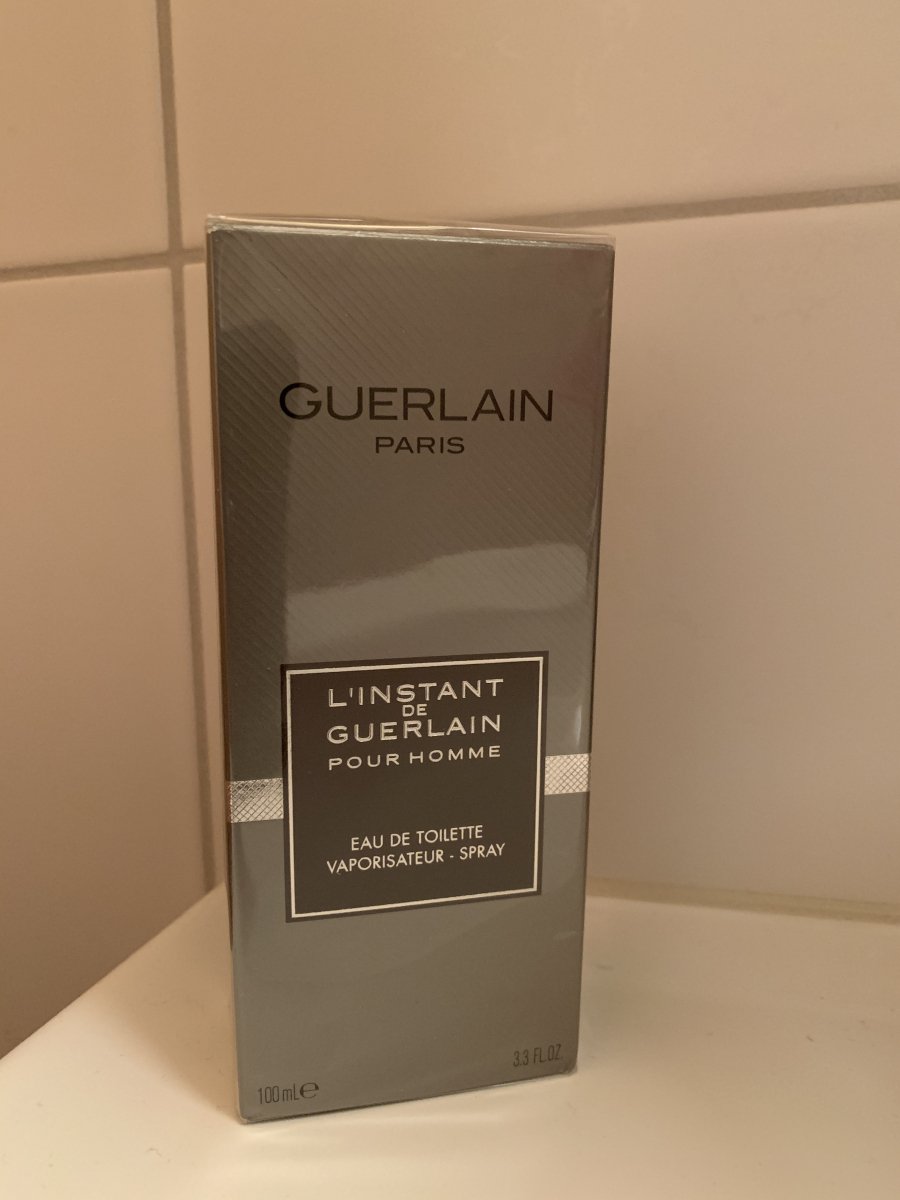 GUERLAIN
PARIS
L'INSTANT
DE
GUERLAIN
POUR HOMME
EAU DE TOILETTE
VAPORISATEUR - SPRAY
100 mL ℮
3.3 FL.OZ.